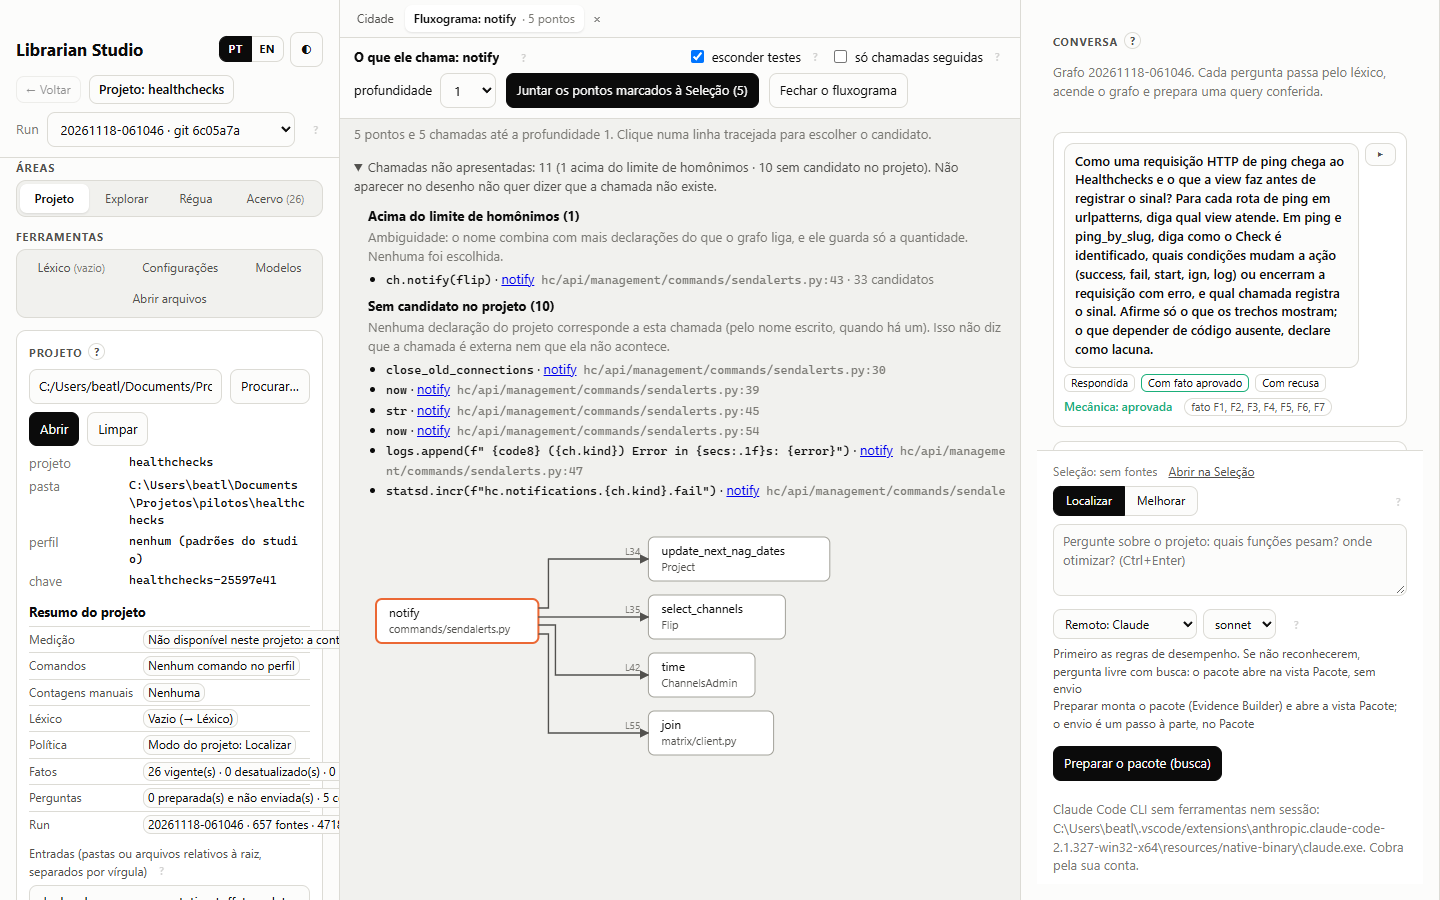 Librarian Studio
PT EN
← Voltar
Projeto: healthchecks
Run
20261118-061046 · git 6c05a7a
?
ÁREAS
Projeto
Explorar
Régua
Acervo (26)
FERRAMENTAS
Léxico (vazio)
Configurações
Modelos
Abrir arquivos
PROJETO ?
C:/Users/beatl/Documents/Prc
Procurar...
Abrir
Limpar
projeto healthchecks
pasta C:\Users\beatl\Documents
\Projetos\pilotos\healthc
hecks
perfil nenhum (padrões do studi
o)
chave healthchecks-25597e41
Resumo do projeto
Medição Não disponível neste projeto: a cont
Comandos Nenhum comando no perfil
Contagens manuais Nenhuma
Léxico Vazio (→ Léxico)
Política Modo do projeto: Localizar
Fatos 26 vigente(s) · 0 desatualizado(s) · 0
Perguntas 0 preparada(s) e não enviada(s) · 5 c
Run 20261118-061046 · 657 fontes · 4718
Entradas (pastas ou arquivos relativos à raiz,
separados por vírgula) ?
Cidade
Fluxograma: notify · 5 pontos
×
O que ele chama: notify ?
esconder testes ?
só chamadas seguidas ?
profundidade 1
Juntar os pontos marcados à Seleção (5)
Fechar o fluxograma
5 pontos e 5 chamadas até a profundidade 1. Clique numa linha tracejada para escolher o candidato.
▼ Chamadas não apresentadas: 11 (1 acima do limite de homônimos · 10 sem candidato no projeto). Não
aparecer no desenho não quer dizer que a chamada não existe.
Acima do limite de homônimos (1)
Ambiguidade: o nome combina com mais declarações do que o grafo liga, e ele guarda só a quantidade.
Nenhuma foi escolhida.
• ch.notify(flip) · notify hc/api/management/commands/sendalerts.py:43 · 33 candidatos
Sem candidato no projeto (10)
Nenhuma declaração do projeto corresponde a esta chamada (pelo nome escrito, quando há um). Isso não diz
que a chamada é externa nem que ela não acontece.
• close_old_connections · notify hc/api/management/commands/sendalerts.py:30
• now · notify hc/api/management/commands/sendalerts.py:39
• str · notify hc/api/management/commands/sendalerts.py:45
• now · notify hc/api/management/commands/sendalerts.py:54
• logs.append(f" {code8} ({ch.kind}) Error in {secs:.1f}s: {error}") · notify hc/api/manageme
nt/commands/sendalerts.py:47
• statsd.incr(f"hc.notifications.{ch.kind}.fail") · notify hc/api/management/commands/sendale
notify
commands/sendalerts.py
L34
update_next_nag_dates
Project
L35
select_channels
Flip
L42
time
ChannelsAdmin
L55
join
matrix/client.py
CONVERSA ?
Grafo 20261118-061046. Cada pergunta passa pelo léxico,
acende o grafo e prepara uma query conferida.
Como uma requisição HTTP de ping chega ao
Healthchecks e o que a view faz antes de
registrar o sinal? Para cada rota de ping em
urlpatterns, diga qual view atende. Em ping e
ping_by_slug, diga como o Check é
identificado, quais condições mudam a ação
(success, fail, start, ign, log) ou encerram a
requisição com erro, e qual chamada registra
o sinal. Afirme só o que os trechos mostram;
o que depender de código ausente, declare
como lacuna.
Respondida
Com fato aprovado
Com recusa
Mecânica: aprovada
fato F1, F2, F3, F4, F5, F6, F7
Seleção: sem fontes Abrir na Seleção
Localizar
Melhorar
?
Pergunte sobre o projeto: quais funções pesam? onde
otimizar? (Ctrl+Enter)
Remoto: Claude
sonnet
?
Primeiro as regras de desempenho. Se não reconhecerem,
pergunta livre com busca: o pacote abre na vista Pacote, sem
envio
Preparar monta o pacote (Evidence Builder) e abre a vista Pacote;
o envio é um passo à parte, no Pacote
Preparar o pacote (busca)
Claude Code CLI sem ferramentas nem sessão:
C:\Users\beatl\.vscode/extensions\anthropic.claude-code-
2.1.327-win32-x64\resources/native-binary\claude.exe. Cobra
pela sua conta.